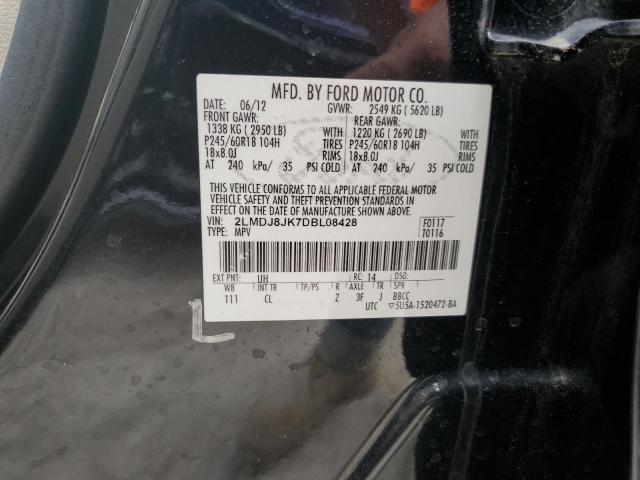 MFD. BY FORD MOTOR CO.
DATE: 06/12 GVWR: 2549 KG ( 5620 LB)
FRONT GAWR: REAR GAWR:
1338 KG ( 2950 LB) WITH 1220 KG ( 2690 LB) WITH
P245/60R18 104H TIRES P245/60R18 104H TIRES
18x8.0J RIMS 18x8.0J RIMS
AT 240 kPa/ 35 PSI COLD AT 240 kPa/ 35 PSI COLD
THIS VEHICLE CONFORMS TO ALL APPLICABLE FEDERAL MOTOR
VEHICLE SAFETY AND THEFT PREVENTION STANDARDS IN
EFFECT ON THE DATE OF MANUFACTURE SHOWN ABOVE.
VIN: 2LMDJ8JK7DBL08428 F0117
TYPE: MPV T0116
EXT PNT: UH RC: 14 DSO:
WB INT TR TP/PS R AXLE TR SPR
111 CL Z 3F J BBCC
UTC ▽5U5A-1520472-BA
L